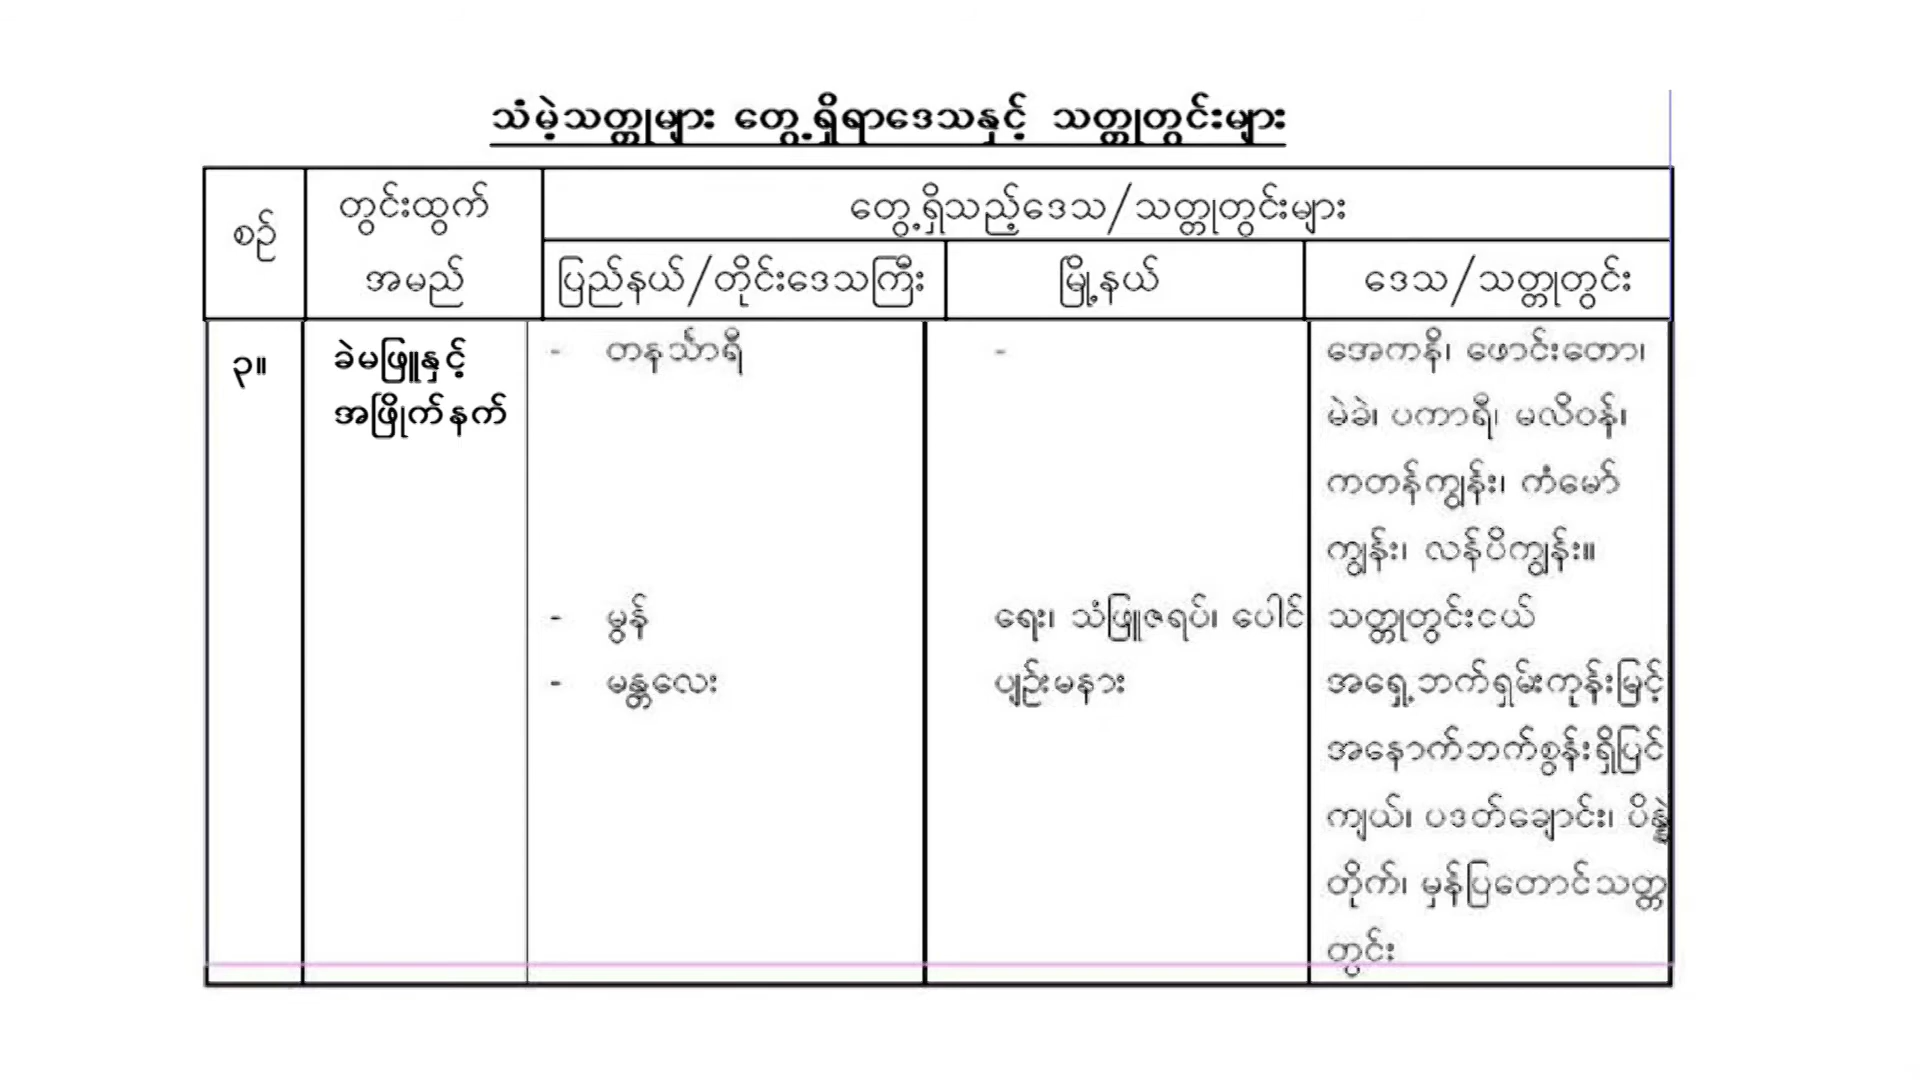 သံမဲ့သတ္တုများ တွေ့ရှိရာဒေသနှင့် သတ္တုတွင်းများ
စဉ်
တွင်းထွက်
အမည်
တွေ့ရှိသည့်ဒေသ/သတ္တုတွင်းများ
ပြည်နယ်/တိုင်းဒေသကြီး
မြို့နယ်
ဒေသ/သတ္တုတွင်း
၃။
ခဲမဖြူနှင့်
အဖြိုက်နက်
- တနင်္သာရီ
-
အေကနိ၊ ဖောင်းတော၊
မဲခဲ၊ ပကာရီ၊ မလိဝန်၊
ကတန်ကျွန်း၊ ကံမော်
ကျွန်း၊ လန်ပိကျွန်း။
- မွန်
ရေး၊ သံဖြူဇရပ်၊ ပေါင်
သတ္တုတွင်းငယ်
- မန္တလေး
ပျဉ်းမနား
အရှေ့ဘက်ရှမ်းကုန်းမြင့်
အနောက်ဘက်စွန်းရှိပြင်
ကျယ်၊ ပဒတ်ချောင်း၊
တိုက်၊ မှန်ပြတောင်သတ္တု
တွင်း